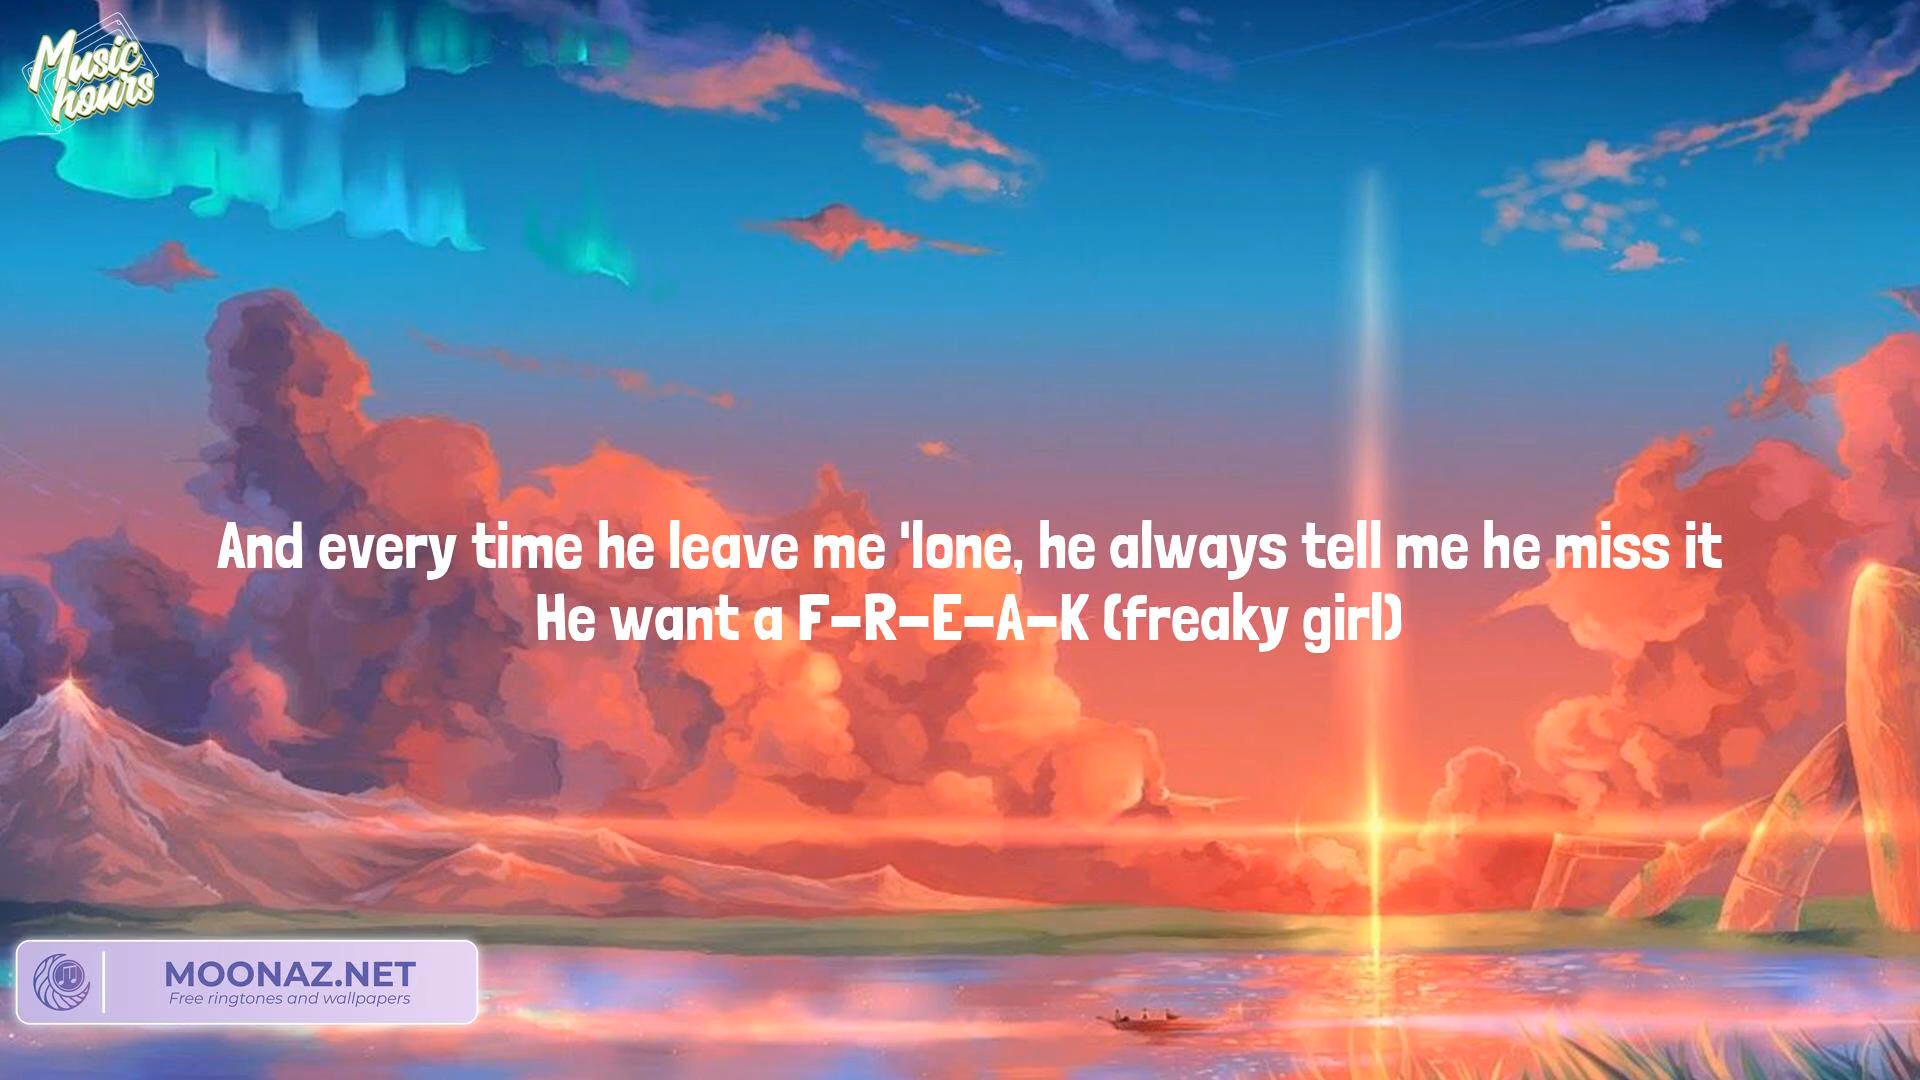 Music
hours
And every time he leave me 'lone, he always tell me he miss it
He want a F-R-E-A-K (freaky girl)
MOONAZ.NET
Free ringtones and wallpapers